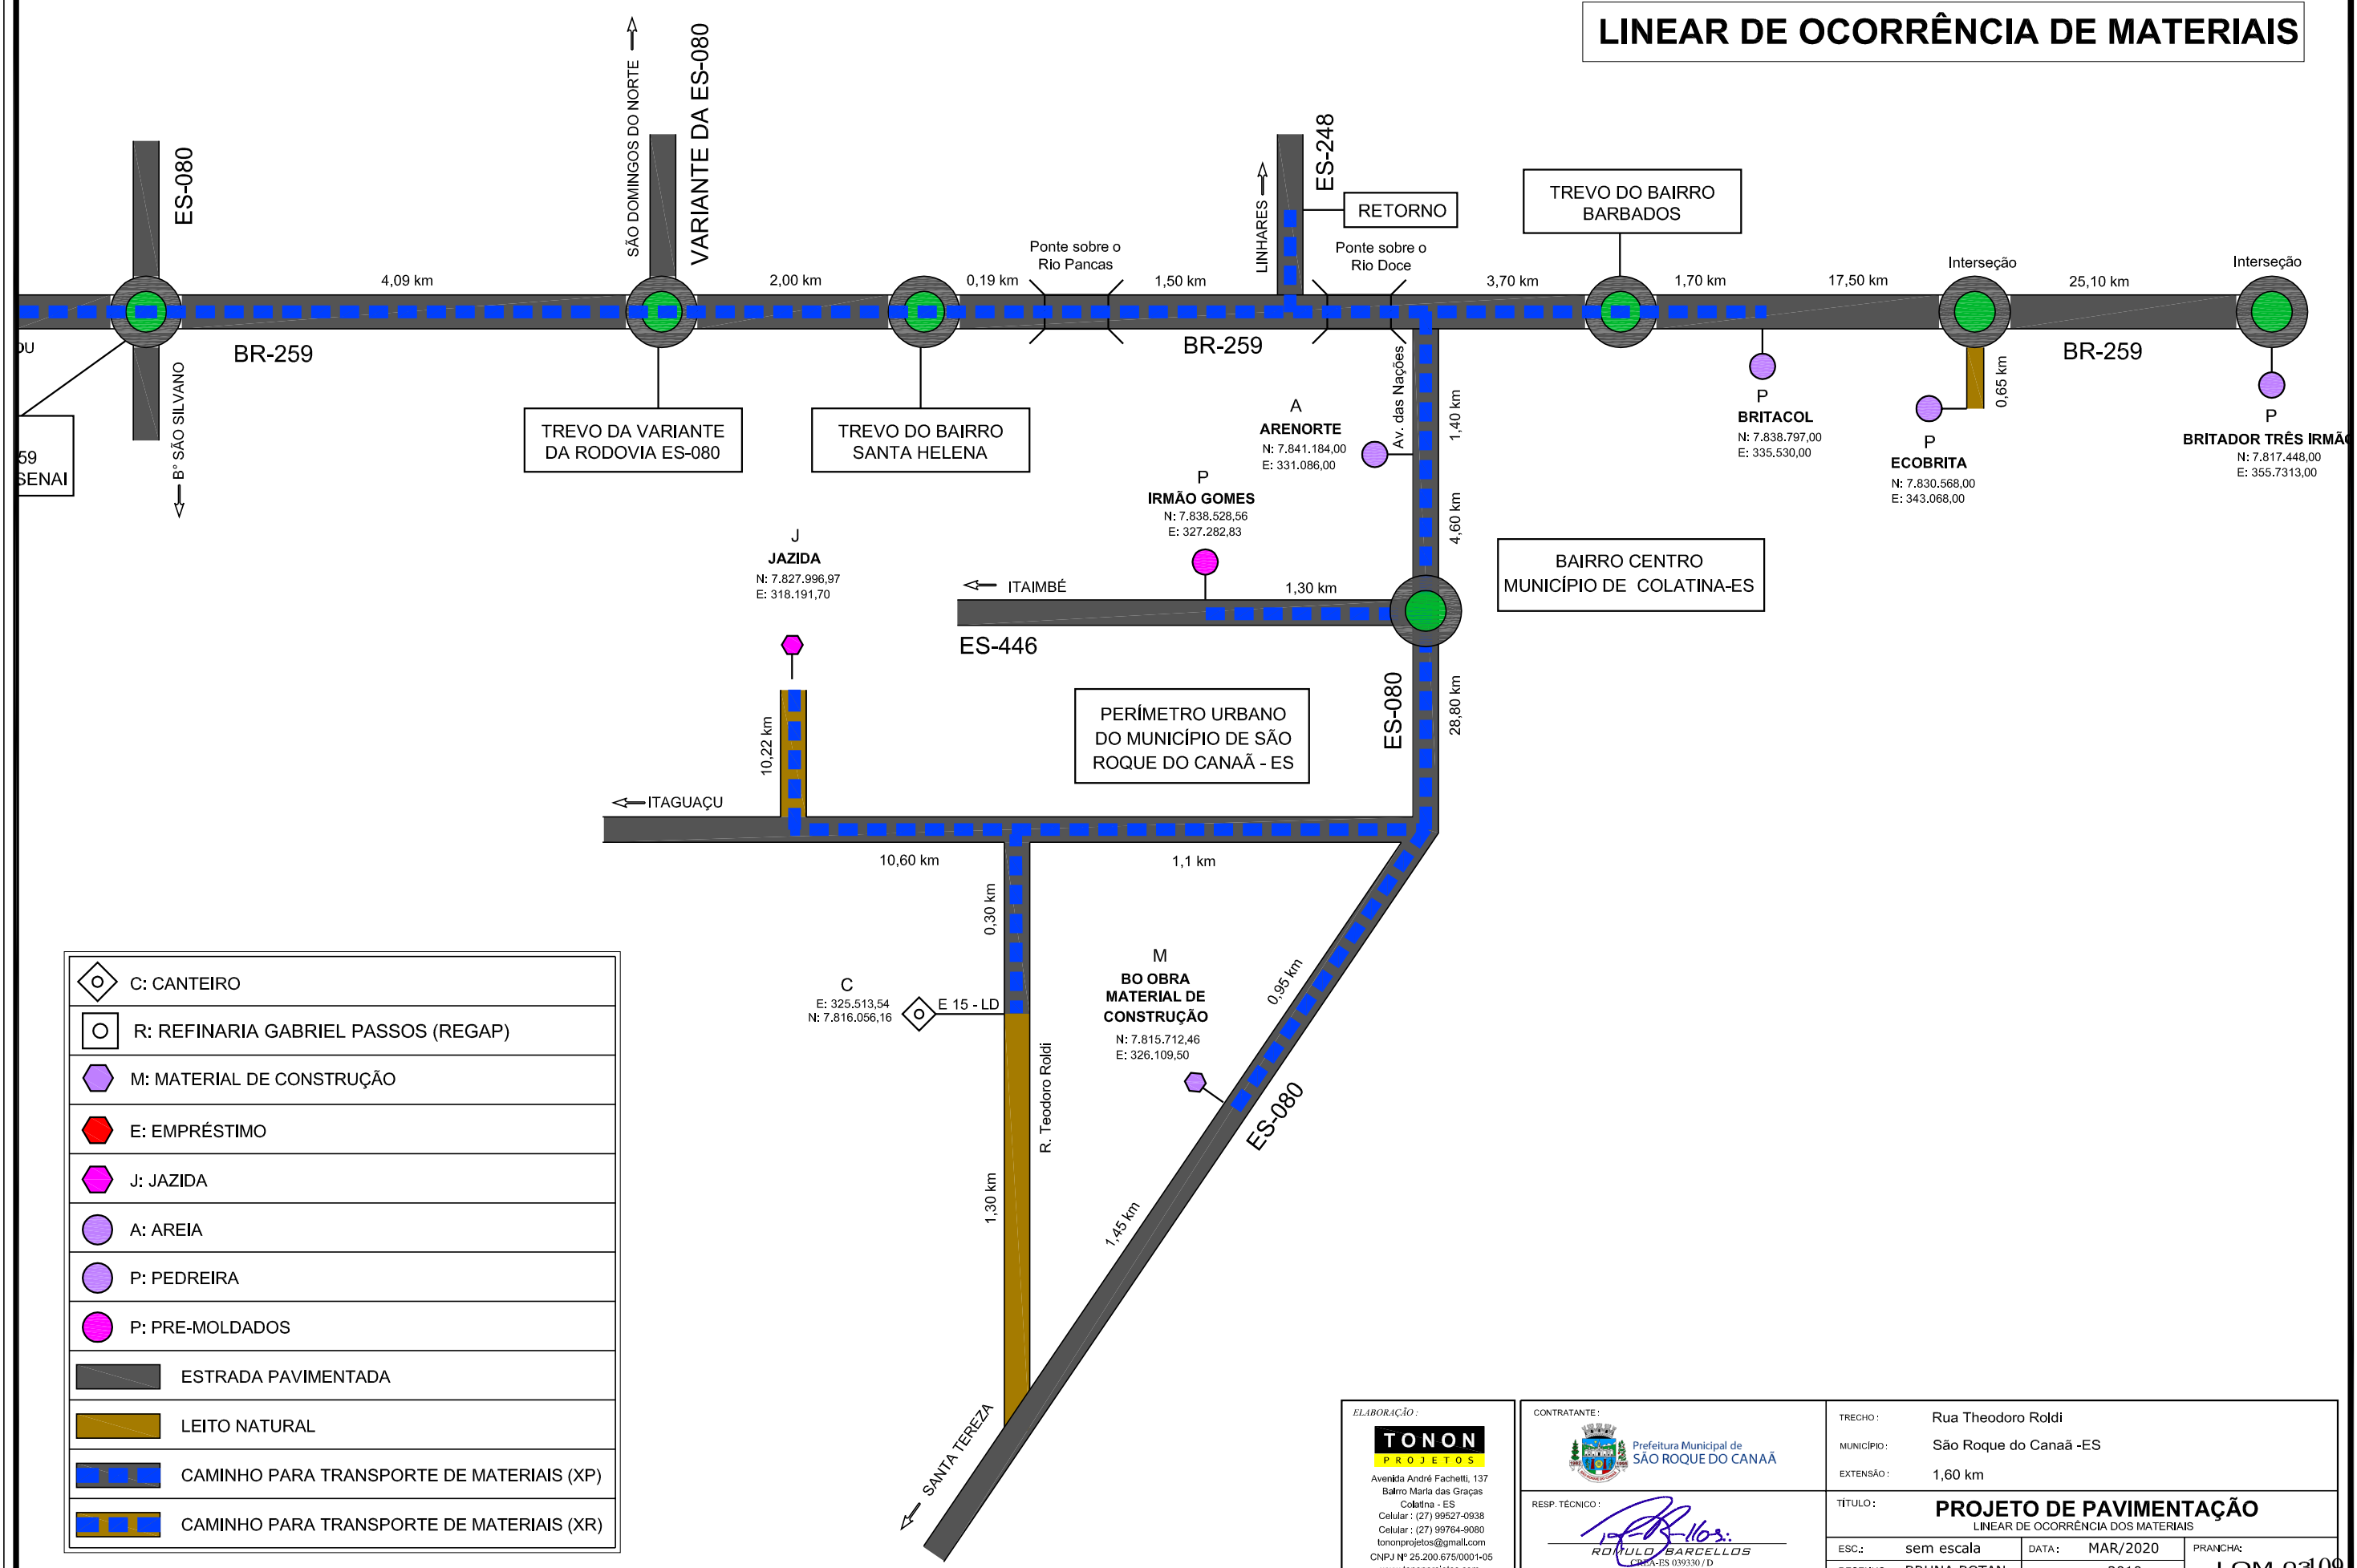 LINEAR DE OCORRÊNCIA DE MATERIAIS
ES-080
SÃO DOMINGOS DO NORTE
VARIANTE DA ES-080
LINHARES
ES-248
RETORNO
TREVO DO BAIRRO
BARBADOS
Ponte sobre o
Rio Pancas
Ponte sobre o
Rio Doce
Interseção
Interseção
4,09 km
2,00 km
0,19 km
1,50 km
3,70 km
1,70 km
17,50 km
25,10 km
BR-259
BR-259
BR-259
B° SÃO SILVANO
59
SENAI
TREVO DA VARIANTE
DA RODOVIA ES-080
TREVO DO BAIRRO
SANTA HELENA
Av. das Nações
1,40 km
0,65 km
A
ARENORTE
N: 7.841.184,00
E: 331.086,00
P
BRITACOL
N: 7.838.797,00
E: 335.530,00
P
ECOBRITA
N: 7.830.568,00
E: 343.068,00
P
BRITADOR TRÊS IRMÃ
N: 7.817.448,00
E: 355.7313,00
P
IRMÃO GOMES
N: 7.838.528,56
E: 327.282,83
4,60 km
J
JAZIDA
N: 7.827.996,97
E: 318.191,70
ITAIMBÉ
1,30 km
ES-446
BAIRRO CENTRO
MUNICÍPIO DE COLATINA-ES
PERÍMETRO URBANO
DO MUNICÍPIO DE SÃO
ROQUE DO CANAÃ - ES
ES-080
28,80 km
10,22 km
ITAGUAÇU
10,60 km
1,1 km
0,30 km
0,95 km
C
E: 325.513,54
N: 7.816.056,16
E 15 - LD
M
BO OBRA
MATERIAL DE
CONSTRUÇÃO
N: 7.815.712,46
E: 326.109,50
R. Teodoro Roldi
ES-080
1,30 km
1,45 km
SANTA TEREZA
C: CANTEIRO
R: REFINARIA GABRIEL PASSOS (REGAP)
M: MATERIAL DE CONSTRUÇÃO
E: EMPRÉSTIMO
J: JAZIDA
A: AREIA
P: PEDREIRA
P: PRE-MOLDADOS
ESTRADA PAVIMENTADA
LEITO NATURAL
CAMINHO PARA TRANSPORTE DE MATERIAIS (XP)
CAMINHO PARA TRANSPORTE DE MATERIAIS (XR)
ELABORAÇÃO :
TONON
PROJETOS
Avenida André Fachetti, 137
Bairro Maria das Graças
Colatina - ES
Celular : (27) 99527-0938
Celular : (27) 99764-9080
tononprojetos@gmail.com
CNPJ Nº 25.200.675/0001-05
CONTRATANTE :
Prefeitura Municipal de
SÃO ROQUE DO CANAÃ
RESP. TÉCNICO :
ROMULO BARCELLOS
CREA-ES 039330 / D
TRECHO : Rua Theodoro Roldi
MUNICÍPIO : São Roque do Canaã -ES
EXTENSÃO : 1,60 km
TÍTULO : PROJETO DE PAVIMENTAÇÃO
LINEAR DE OCORRÊNCIA DOS MATERIAIS
ESC.: sem escala
DATA : MAR/2020
PRANCHA: